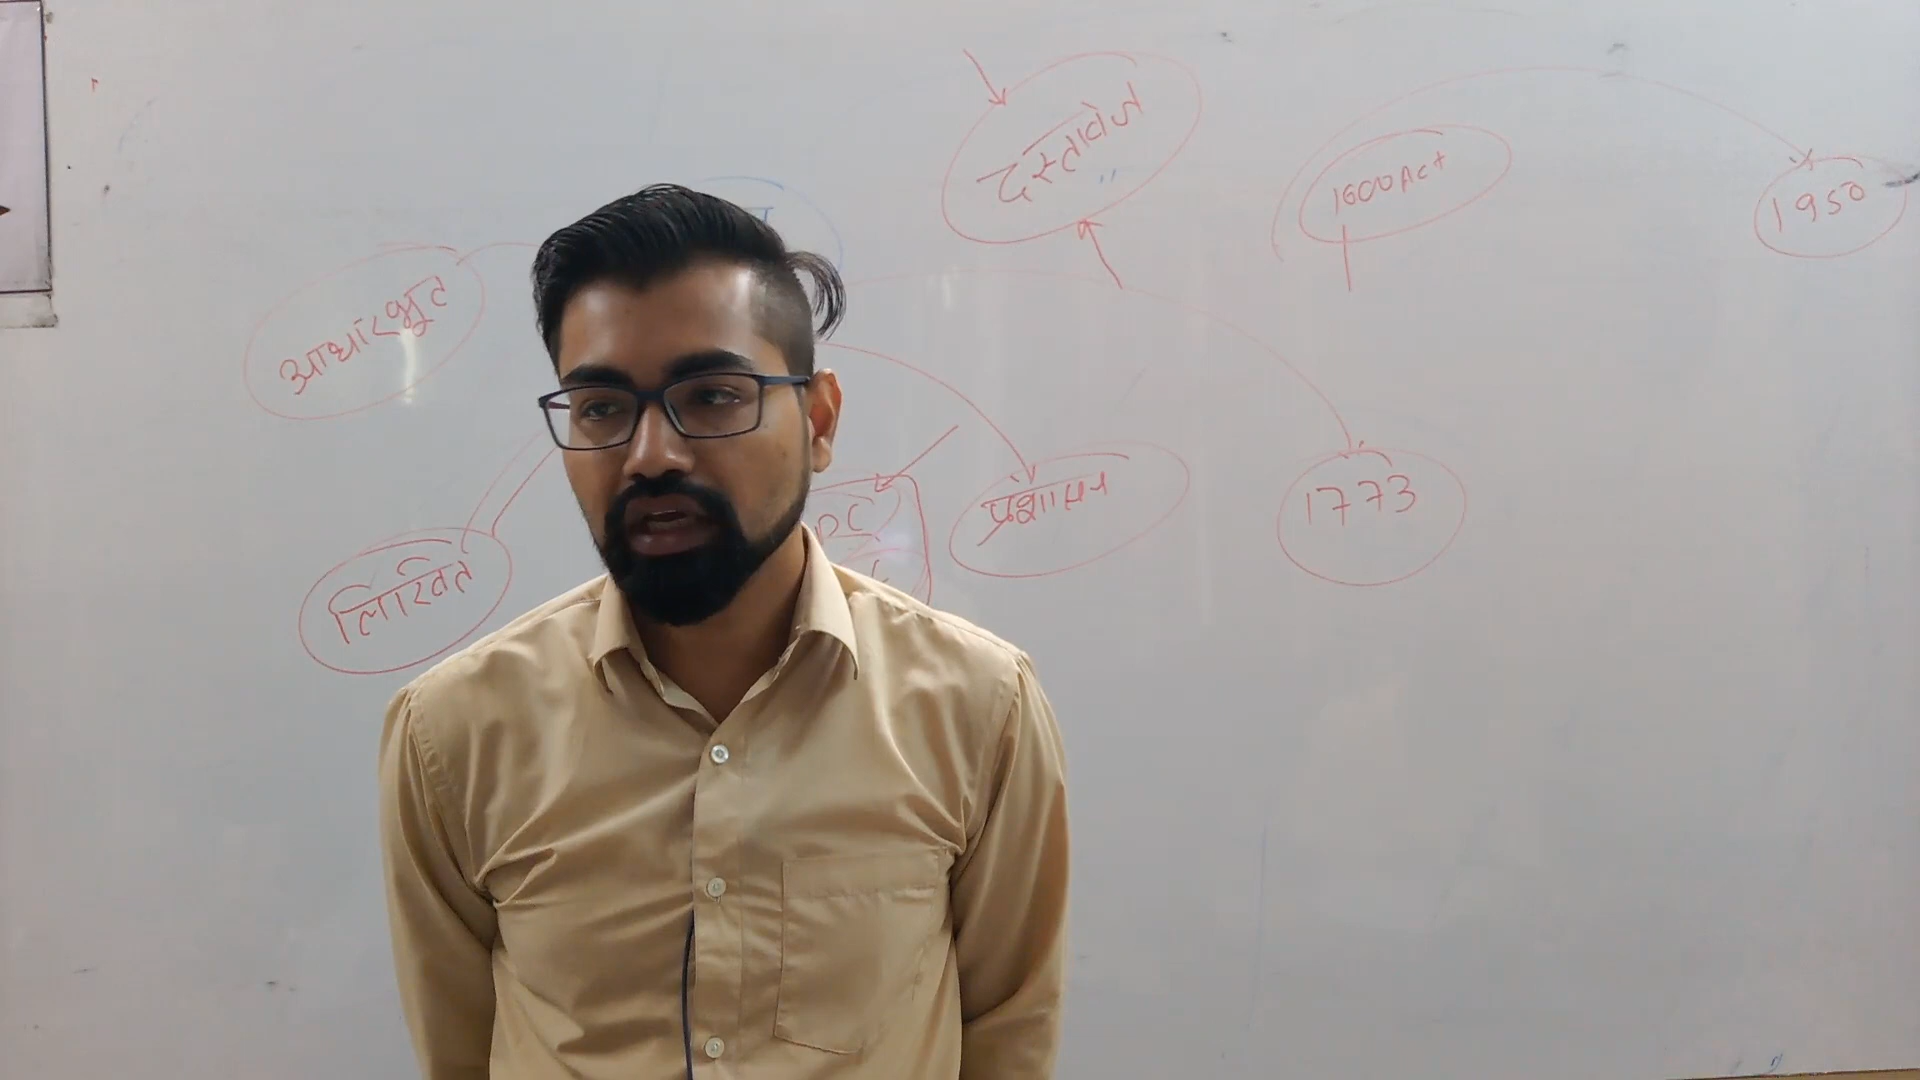 दस्तावेज
1600 Act
1950
आधारभूत
प्रशासन
1773
लिखित